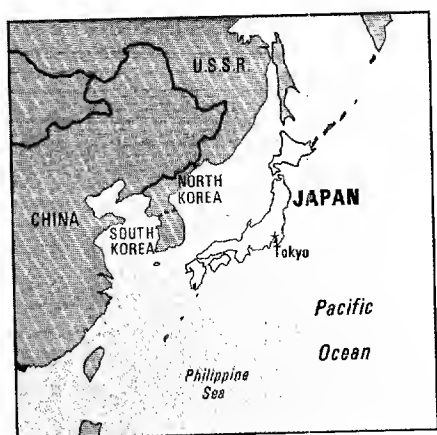 U.S.S.R.
NORTH
KOREA
JAPAN
CHINA
SOUTH
KOREA
Tokyo
Pacific
Ocean
Philippine
Sea